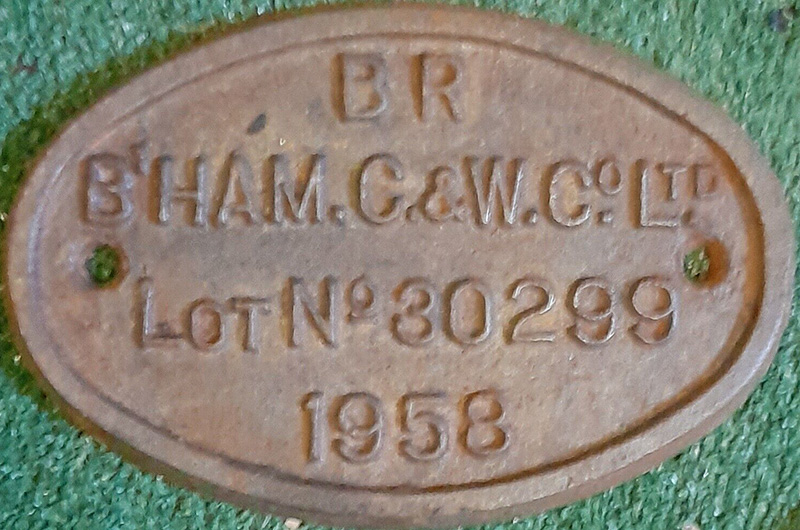 BR
B'HAM. C. & W. Cº. LTD.
LOT Nº 30299
1958